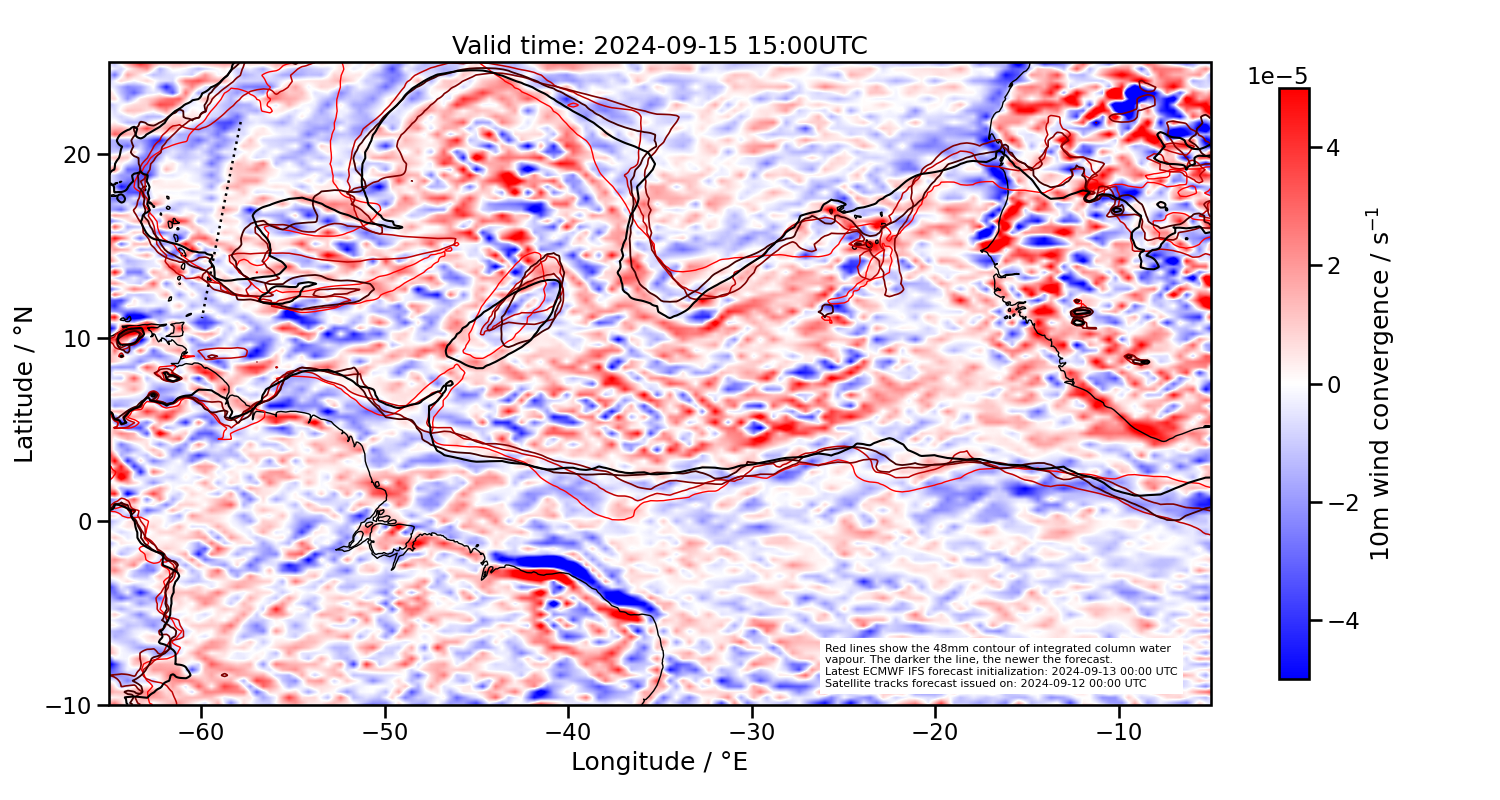 Valid time: 2024-09-15 15:00UTC
1e−5
20
10
0
−10
Latitude / °N
−60
−50
−40
−30
−20
−10
Longitude / °E
4
2
0
−2
−4
10m wind convergence / s⁻¹
Red lines show the 48mm contour of integrated column water
vapour. The darker the line, the newer the forecast.
Latest ECMWF IFS forecast initialization: 2024-09-13 00:00 UTC
Satellite tracks forecast issued on: 2024-09-12 00:00 UTC